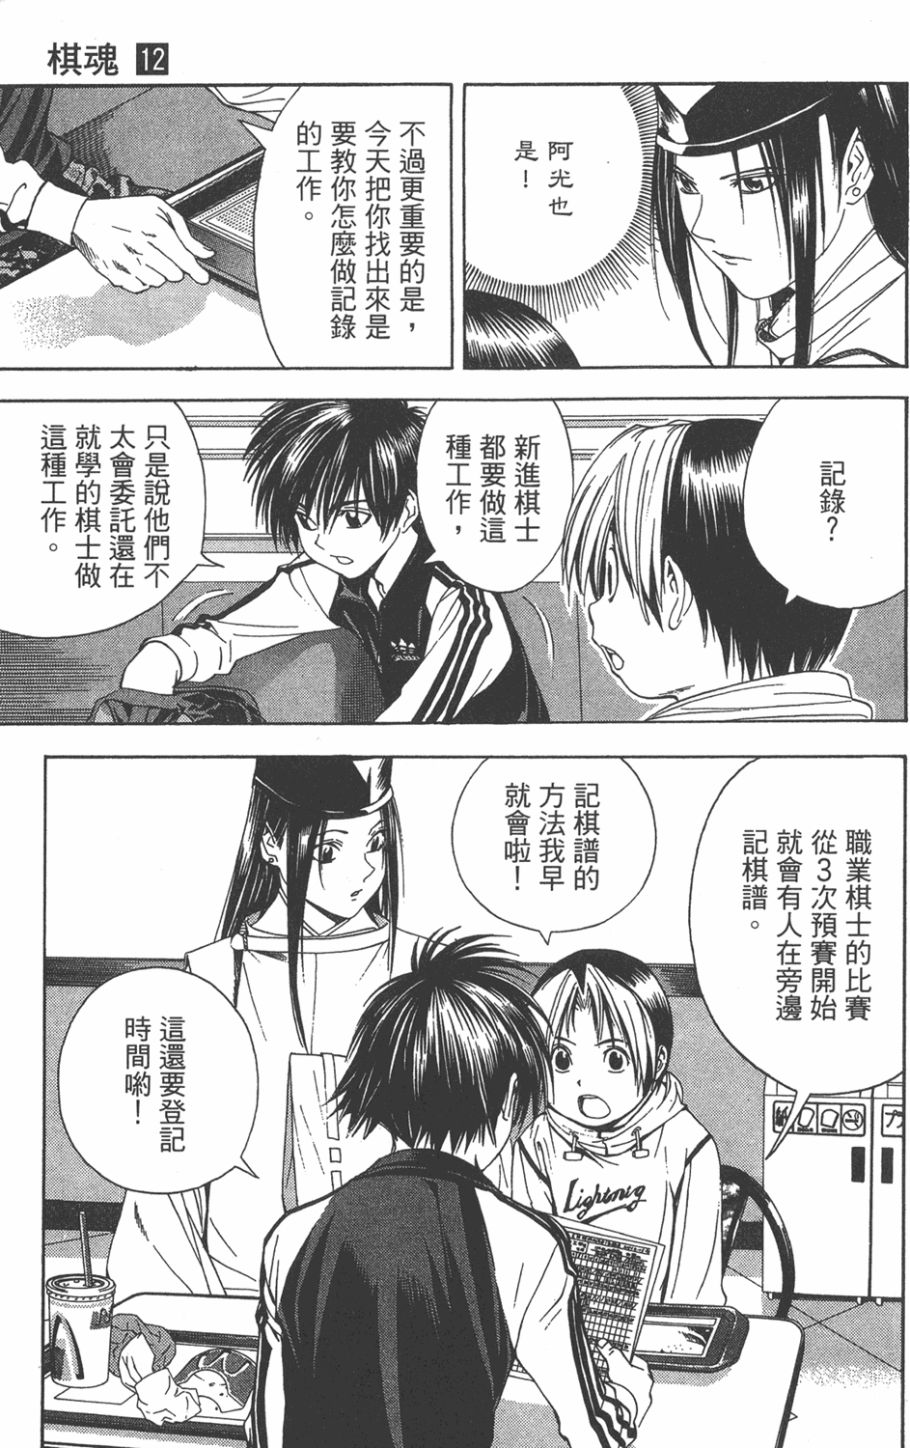 棋魂 12
阿光也
是！
不過更重要的是，
今天把你找出來是
要教你怎麼做記錄
的工作。
記錄？
新進棋士
都要做這
種工作，
只是說他們不
太會委託還在
就學的棋士做
這種工作。
職業棋士的比賽
從3次預賽開始
就會有人在旁邊
記棋譜。
記棋譜的
方法我早
就會啦！
這還要登記
時間喲！
Lightning